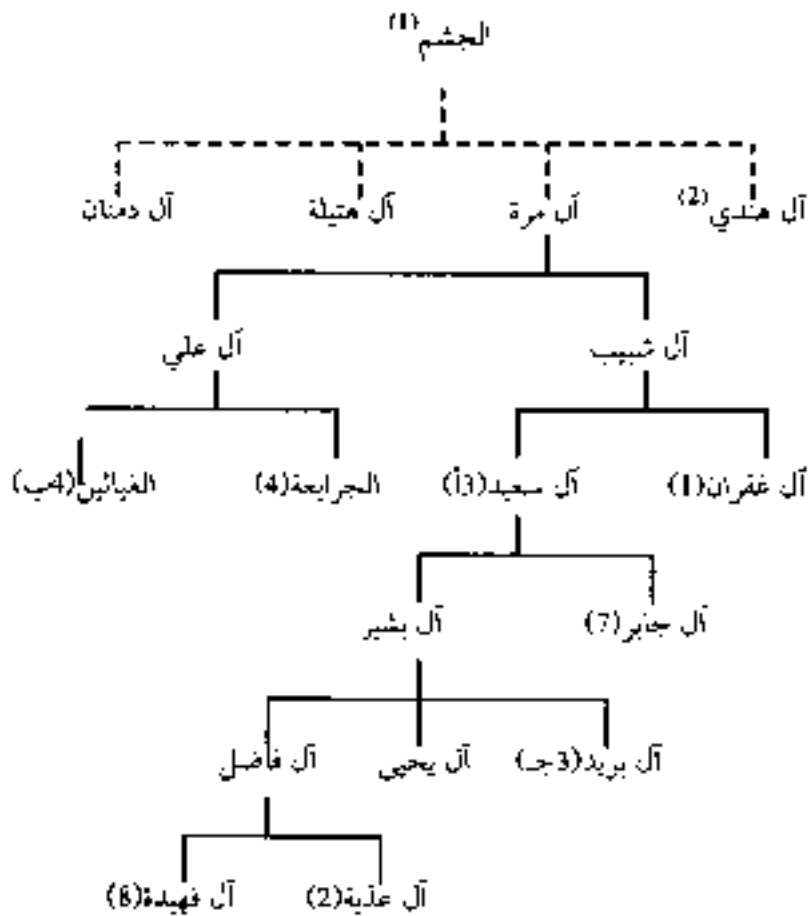 الجشم(1)
آل هندي(2) آل مرة آل هتيلة آل دمنان
آل شبيب آل علي
آل غفران(1) آل سعيد(3أ) الجرابعة(4) الغياثين(4ب)
آل جابر(7) آل بشير
آل بريد(3جـ) آل يحيى آل فاضل
آل عذبة(2) آل فهيدة(8)